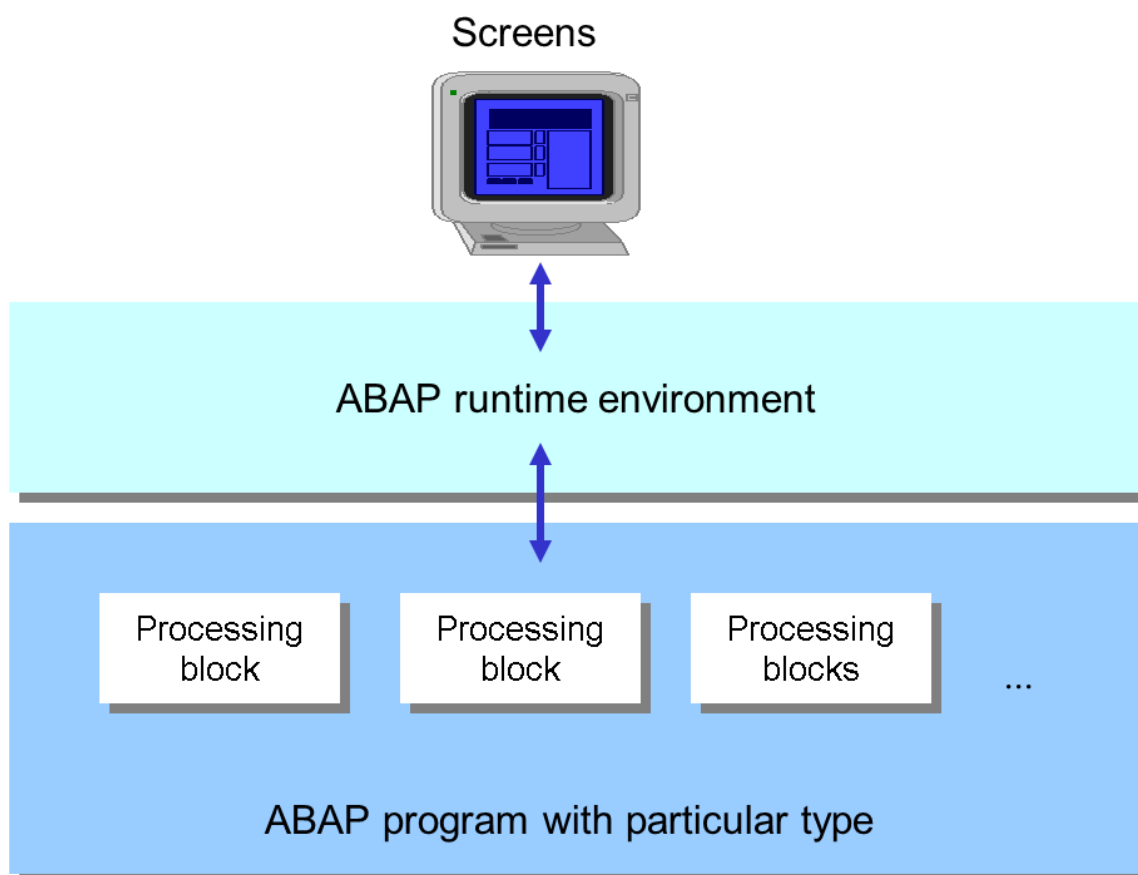 Screens
ABAP runtime environment
Processing
block
Processing
block
Processing
blocks
...
ABAP program with particular type